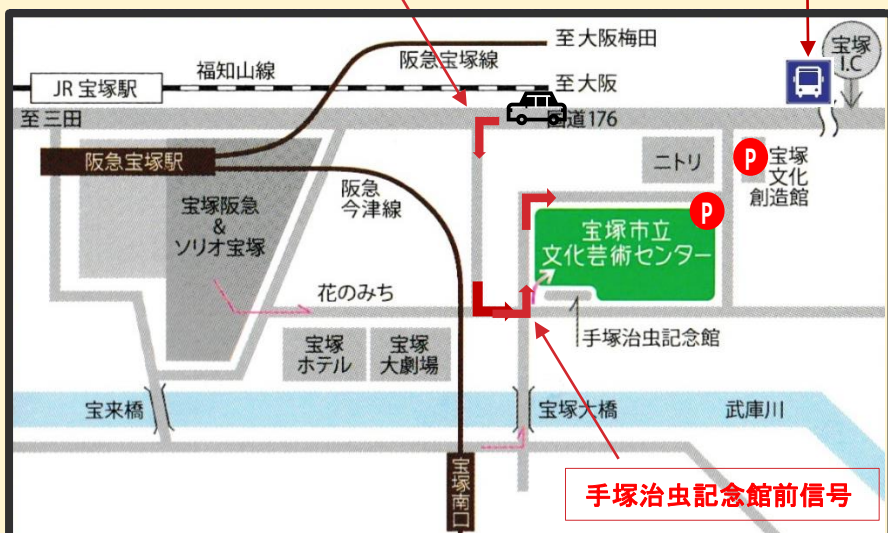 至大阪梅田
宝塚
I.C
阪急宝塚線
福知山線
JR 宝塚駅
至大阪
至三田
国道176
阪急宝塚駅
ニトリ
P
宝塚
文化
創造館
阪急
今津線
宝塚阪急
&
ソリオ宝塚
P
宝塚市立
文化芸術センター
花のみち
手塚治虫記念館
宝塚
ホテル
宝塚
大劇場
宝来橋
宝塚大橋
武庫川
宝塚南口
手塚治虫記念館前信号